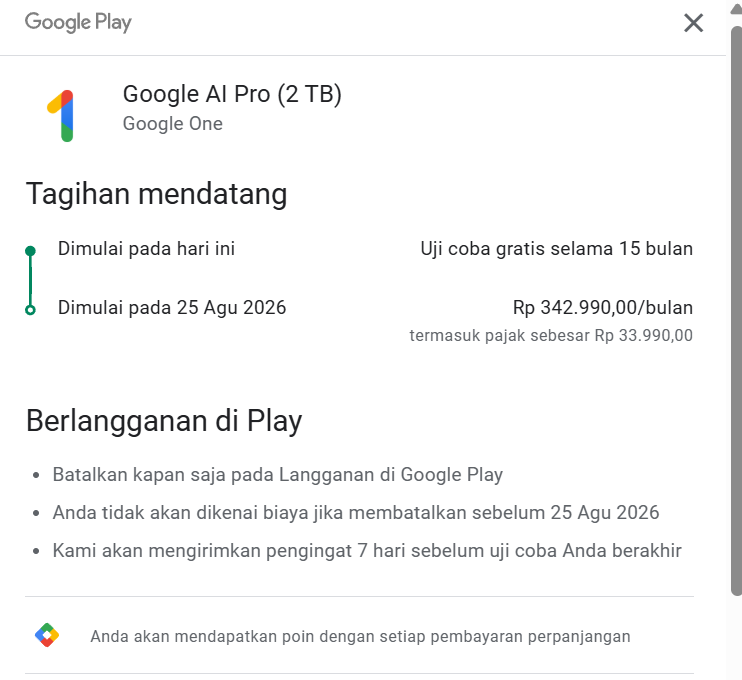 Google Play
Google AI Pro (2 TB)
Google One
Tagihan mendatang
Dimulai pada hari ini
Uji coba gratis selama 15 bulan
Dimulai pada 25 Agu 2026
Rp 342.990,00/bulan
termasuk pajak sebesar Rp 33.990,00
Berlangganan di Play
• Batalkan kapan saja pada Langganan di Google Play
• Anda tidak akan dikenai biaya jika membatalkan sebelum 25 Agu 2026
• Kami akan mengirimkan pengingat 7 hari sebelum uji coba Anda berakhir
Anda akan mendapatkan poin dengan setiap pembayaran perpanjangan